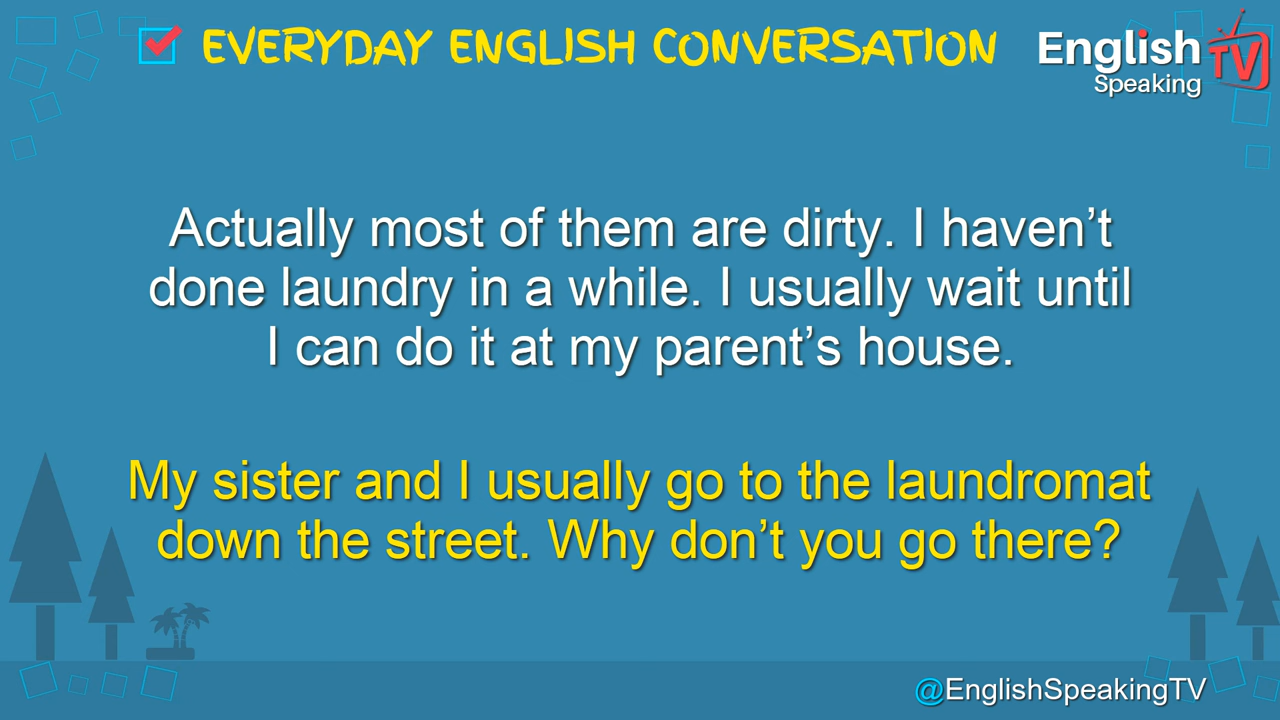 EVERYDAY ENGLISH CONVERSATION
English
Speaking
TV
Actually most of them are dirty. I haven’t
done laundry in a while. I usually wait until
I can do it at my parent’s house.
My sister and I usually go to the laundromat
down the street. Why don’t you go there?
@EnglishSpeakingTV